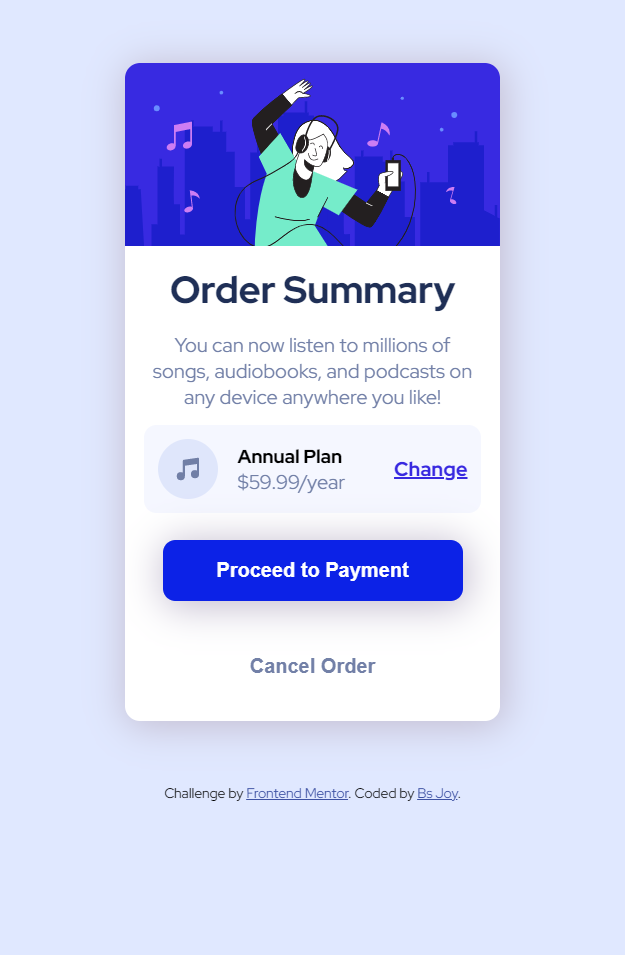 Order Summary
You can now listen to millions of
songs, audiobooks, and podcasts on
any device anywhere you like!
Annual Plan
$59.99/year
Change
Proceed to Payment
Cancel Order
Challenge by Frontend Mentor. Coded by Bs Joy.